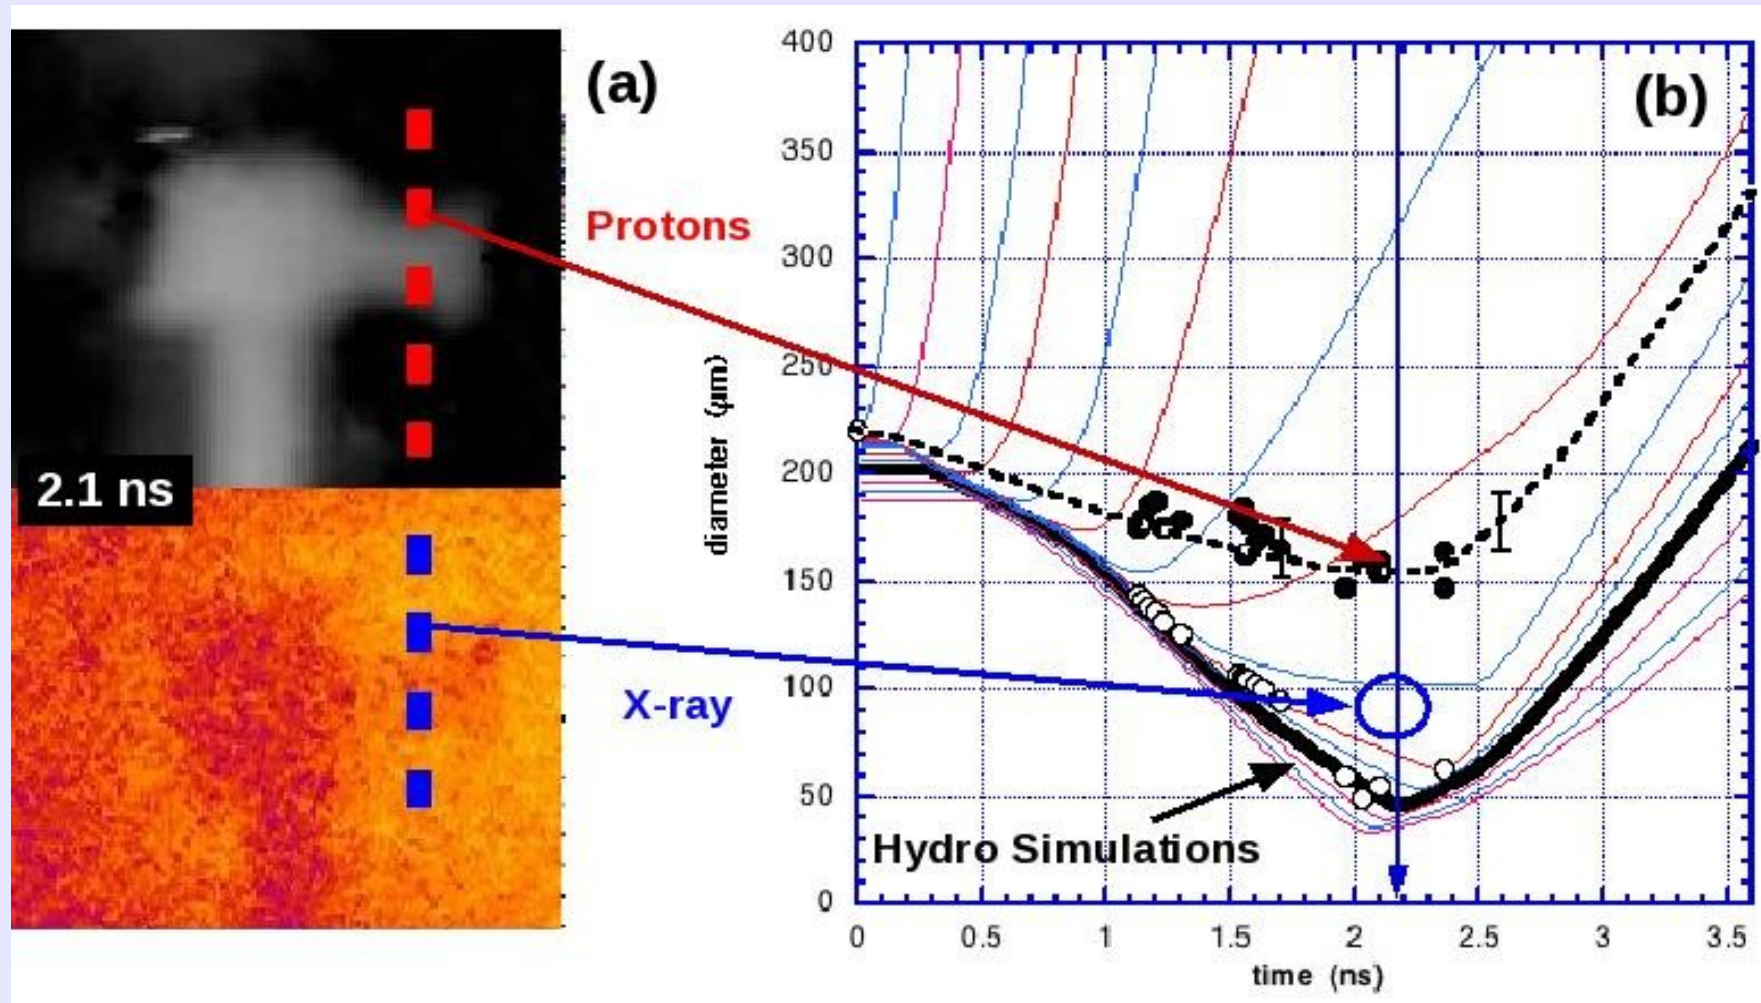 (a)
2.1 ns
Protons
X-ray
(b)
400
350
300
250
200
150
100
50
0
diameter (µm)
Hydro Simulations
0 0.5 1 1.5 2 2.5 3 3.5
time (ns)